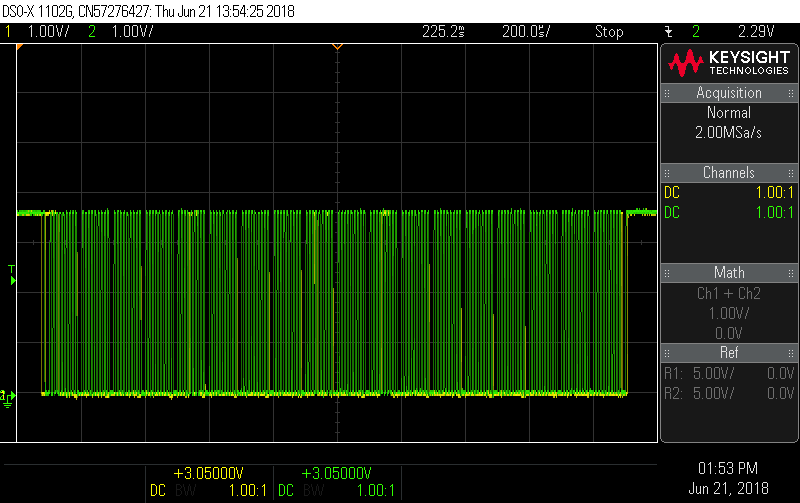 DSO-X 1102G, CN57276427: Thu Jun 21 13:54:25 2018
1 1.00V/ 2 1.00V/ 225.2ms 200.0s/ Stop 2 2.29V
KEYSIGHT
TECHNOLOGIES
Acquisition
Normal
2.00MSa/s
Channels
DC 1.00:1
DC 1.00:1
Math
Ch1 + Ch2
1.00V/
0.0V
Ref
R1: 5.00V/ 0.0V
R2: 5.00V/ 0.0V
T
+3.05000V +3.05000V
DC BW 1.00:1 DC BW 1.00:1
01:53 PM
Jun 21, 2018